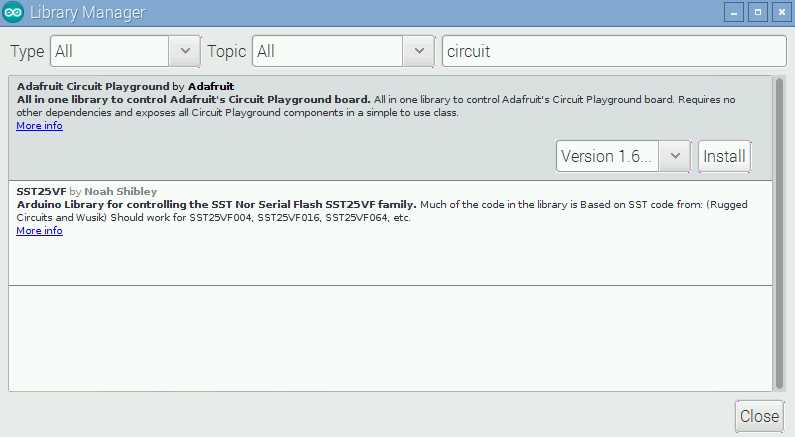 Library Manager
Type All Topic All circuit
Adafruit Circuit Playground by Adafruit
All in one library to control Adafruit's Circuit Playground board. All in one library to control Adafruit's Circuit Playground board. Requires no
other dependencies and exposes all Circuit Playground components in a simple to use class.
More info
Version 1.6... Install
SST25VF by Noah Shibley
Arduino Library for controlling the SST Nor Serial Flash SST25VF family. Much of the code in the library is Based on SST code from: (Rugged
Circuits and Wusik) Should work for SST25VF004, SST25VF016, SST25VF064, etc.
More info
Close